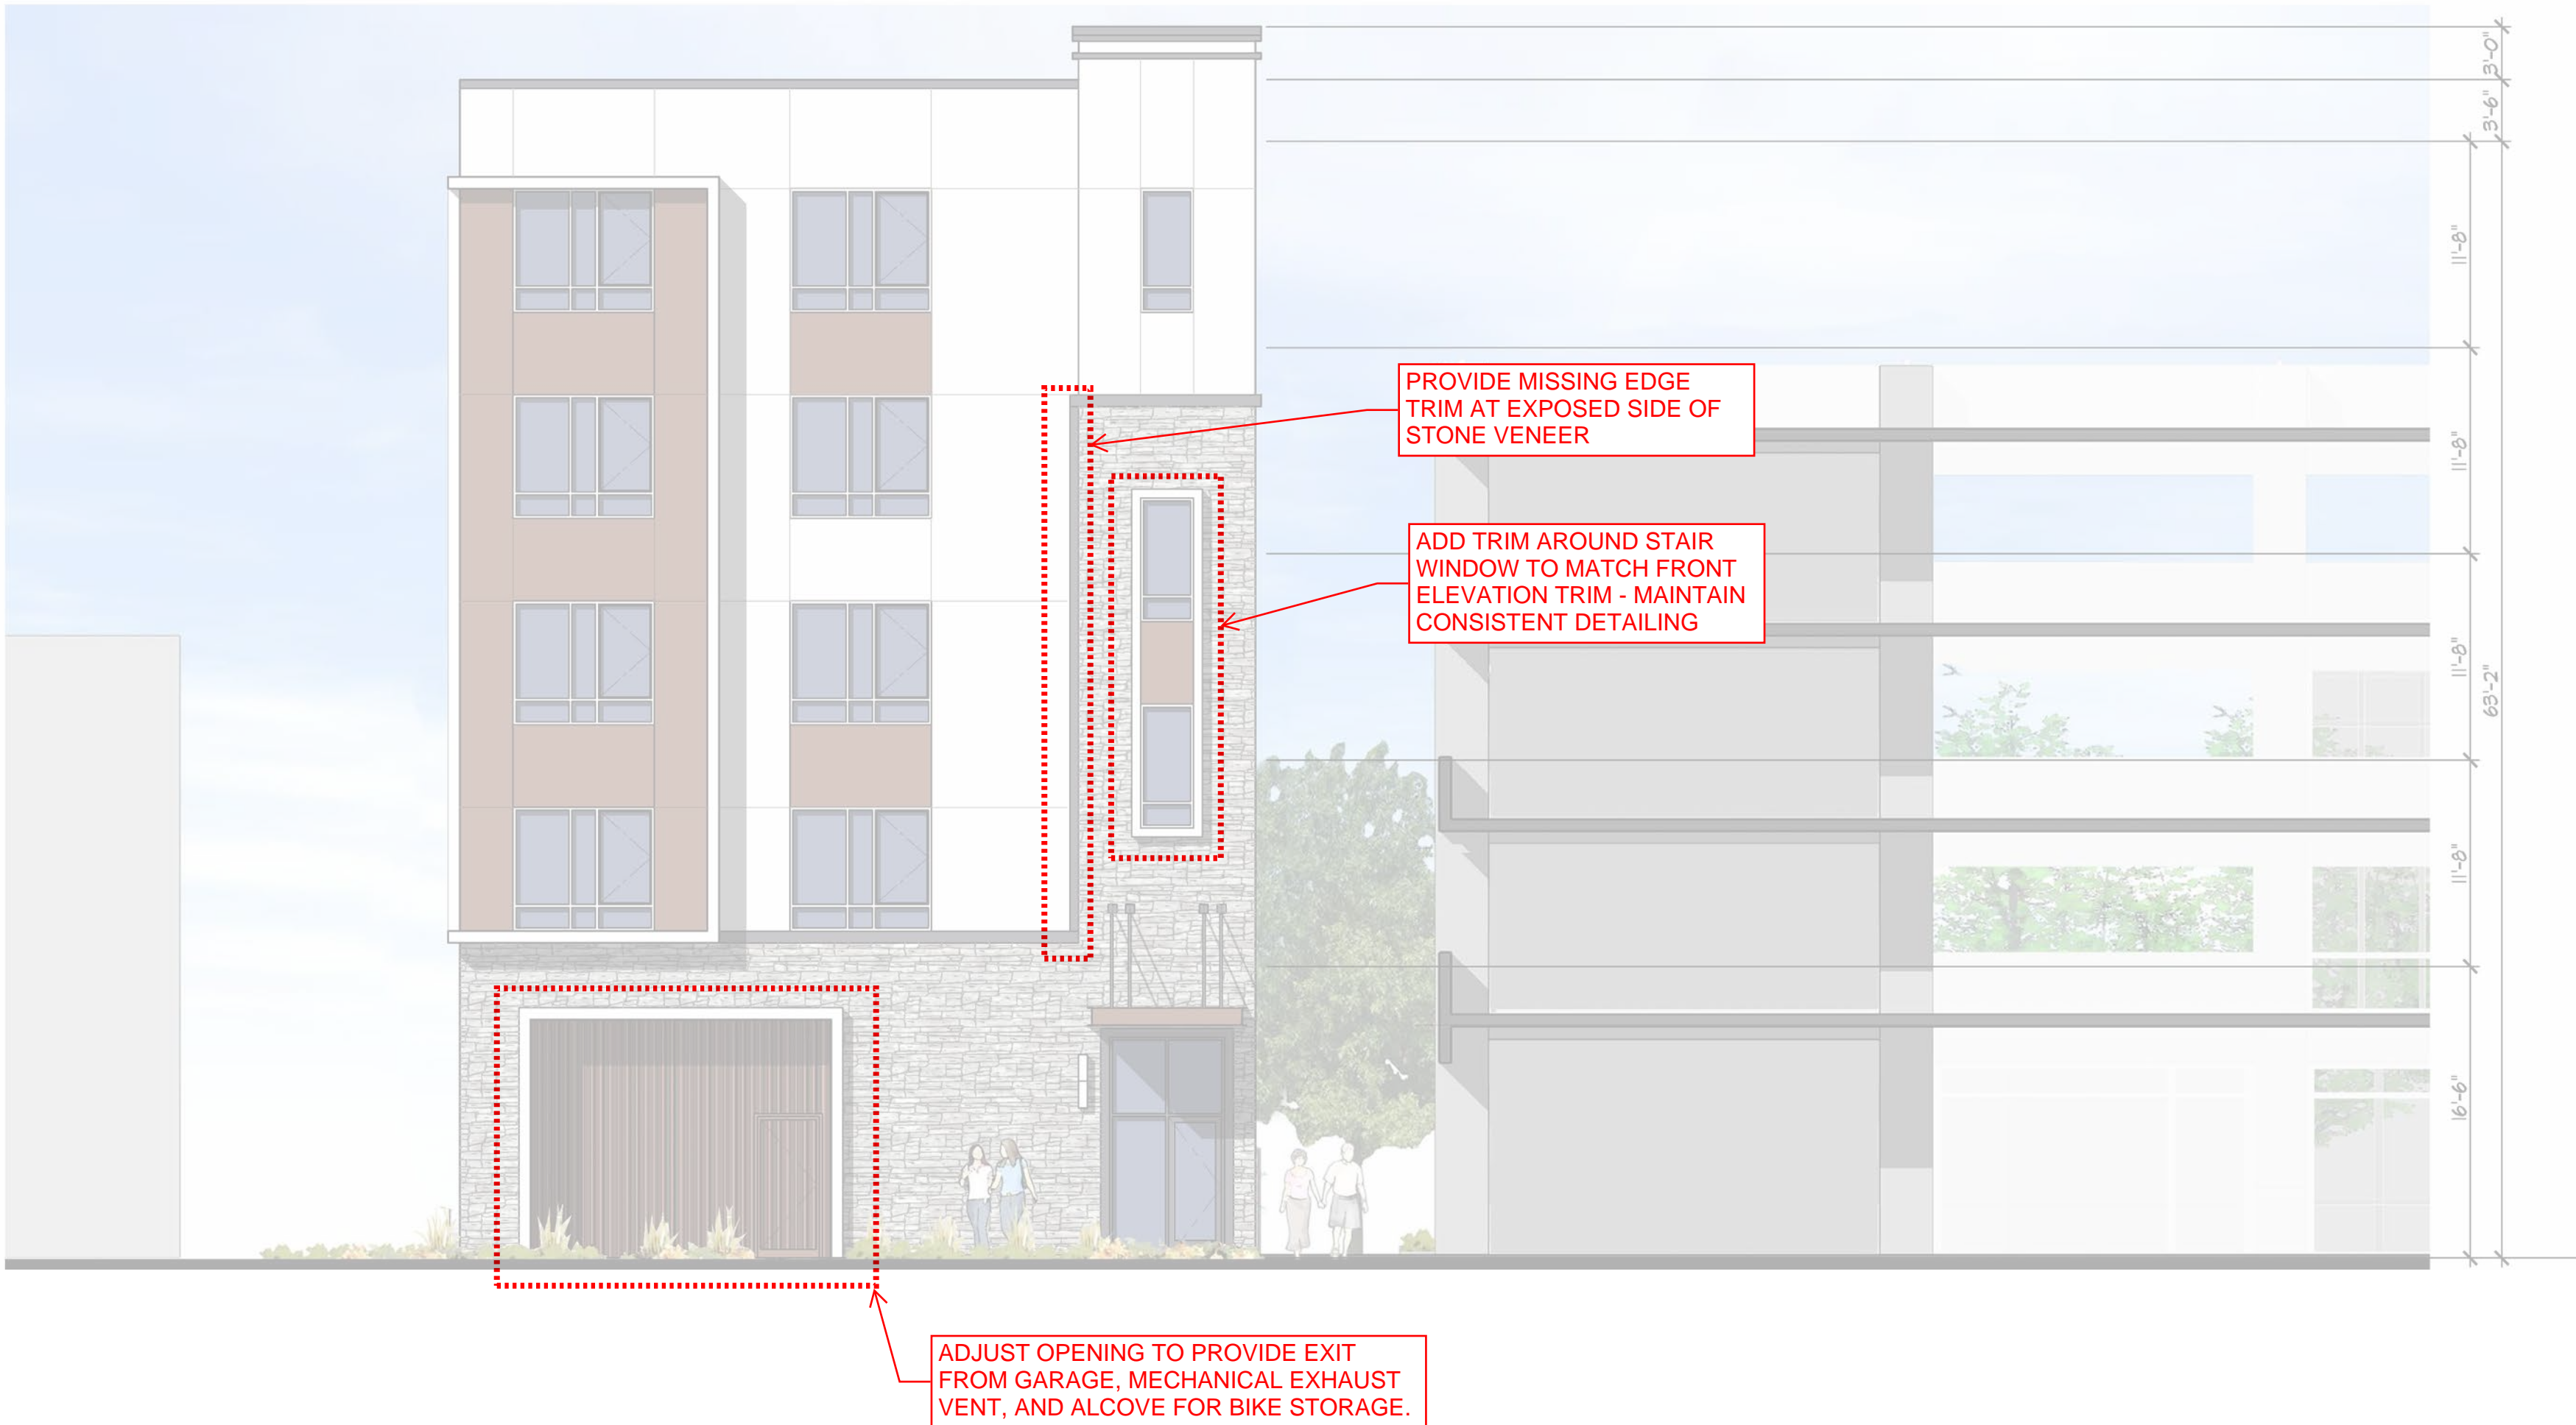 3'-0"
3'-6"
11'-8"
PROVIDE MISSING EDGE
TRIM AT EXPOSED SIDE OF
STONE VENEER
11'-8"
ADD TRIM AROUND STAIR
WINDOW TO MATCH FRONT
ELEVATION TRIM - MAINTAIN
CONSISTENT DETAILING
11'-8"
63'-2"
11'-8"
16'-6"
ADJUST OPENING TO PROVIDE EXIT
FROM GARAGE, MECHANICAL EXHAUST
VENT, AND ALCOVE FOR BIKE STORAGE.